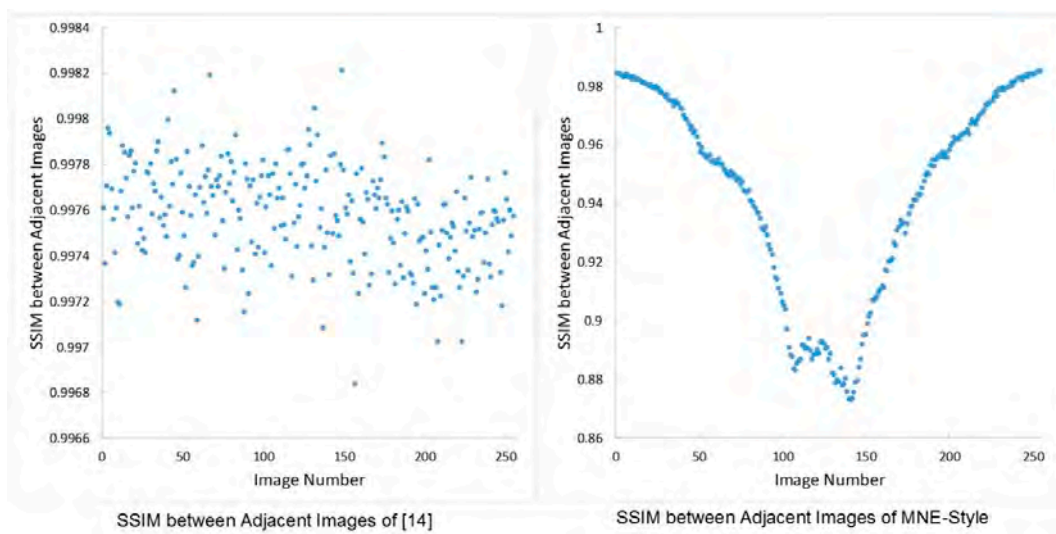 0.9984
0.9982
0.998
0.9978
0.9976
0.9974
0.9972
0.997
0.9968
0.9966
SSIM between Adjacent Images
0 50 100 150 200 250
Image Number
SSIM between Adjacent Images of [14]
1
0.98
0.96
0.94
0.92
0.9
0.88
0.86
SSIM between Adjacent Images
0 50 100 150 200 250
Image Number
SSIM between Adjacent Images of MNE-Style